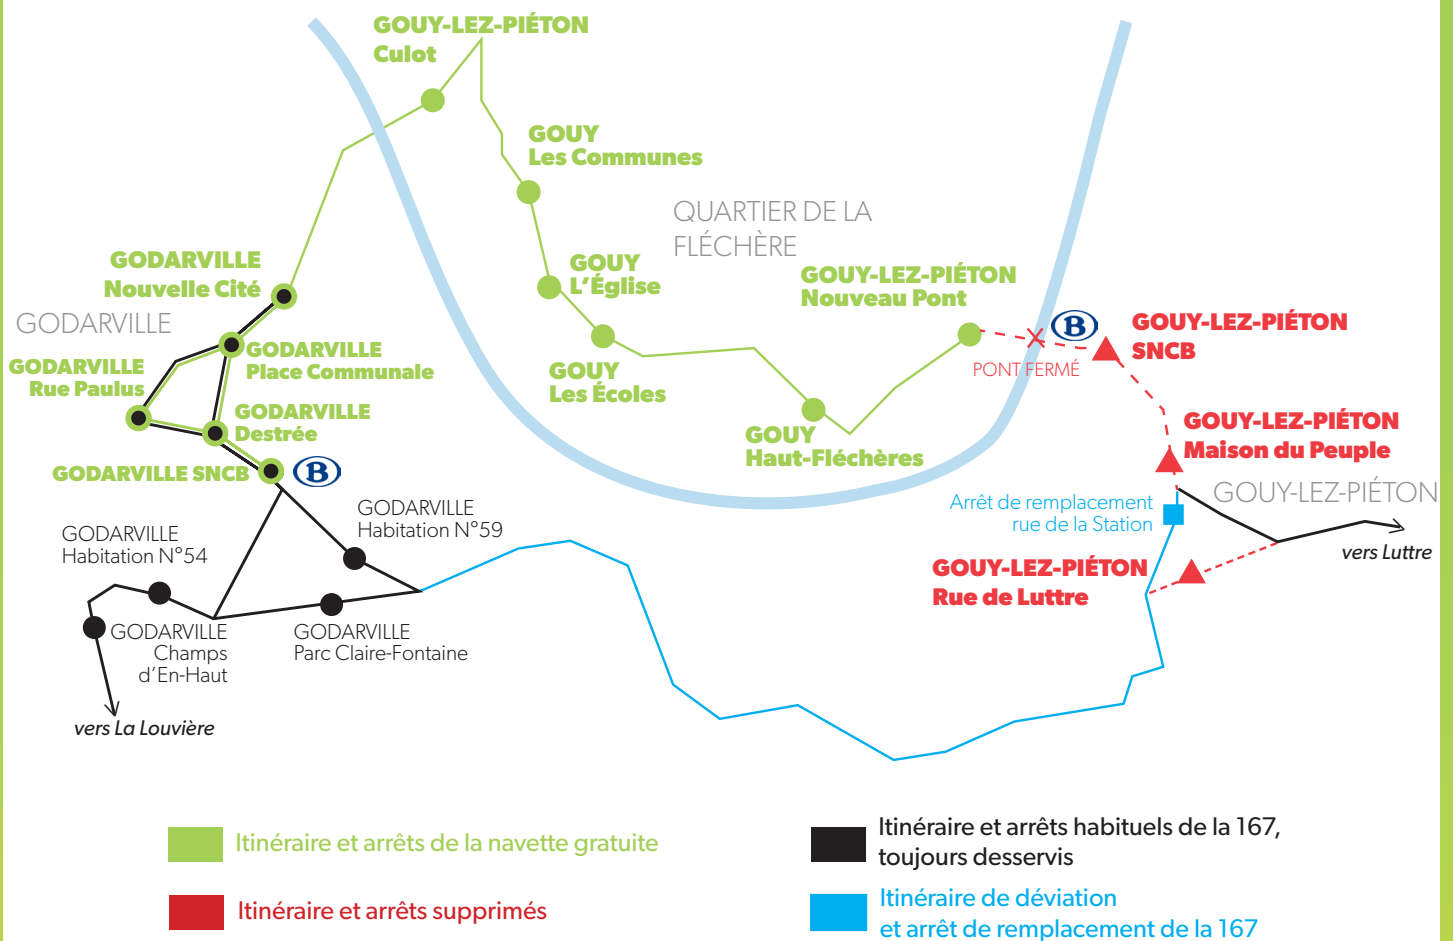 GOUY-LEZ-PIÉTON
Culot
GOUY
Les Communes
QUARTIER DE LA
FLÉCHÈRE
GODARVILLE
Nouvelle Cité
GOUY
L'Église
GOUY-LEZ-PIÉTON
Nouveau Pont
GODARVILLE
B
GOUY-LEZ-PIÉTON
SNCB
GODARVILLE
Place Communale
GODARVILLE
Rue Paulus
GOUY
Les Écoles
PONT FERMÉ
GODARVILLE
Destrée
GOUY
Haut-Fléchères
GOUY-LEZ-PIÉTON
Maison du Peuple
GODARVILLE SNCB
B
GOUY-LEZ-PIÉTON
Arrêt de remplacement
rue de la Station
GODARVILLE
Habitation N°59
GODARVILLE
Habitation N°54
vers Luttre
GOUY-LEZ-PIÉTON
Rue de Luttre
GODARVILLE
Champs
d'En-Haut
GODARVILLE
Parc Claire-Fontaine
vers La Louvière
Itinéraire et arrêts de la navette gratuite
Itinéraire et arrêts habituels de la 167,
toujours desservis
Itinéraire et arrêts supprimés
Itinéraire de déviation
et arrêt de remplacement de la 167